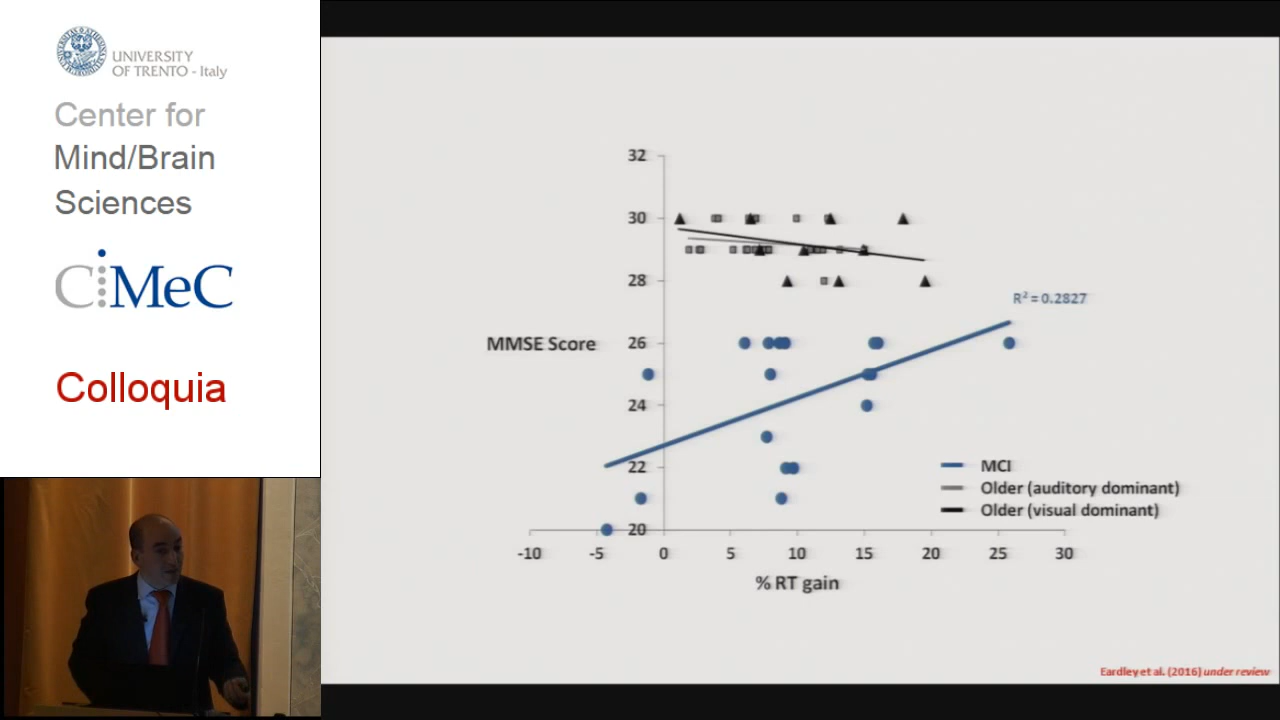 UNIVERSITY
OF TRENTO - Italy
Center for
Mind/Brain
Sciences
CiMeC
Colloquia
32
30
28
26
24
22
20
MMSE Score
R² = 0.2827
MCI
Older (auditory dominant)
Older (visual dominant)
-10 -5 0 5 10 15 20 25 30
% RT gain
Eardley et al. (2016) under review